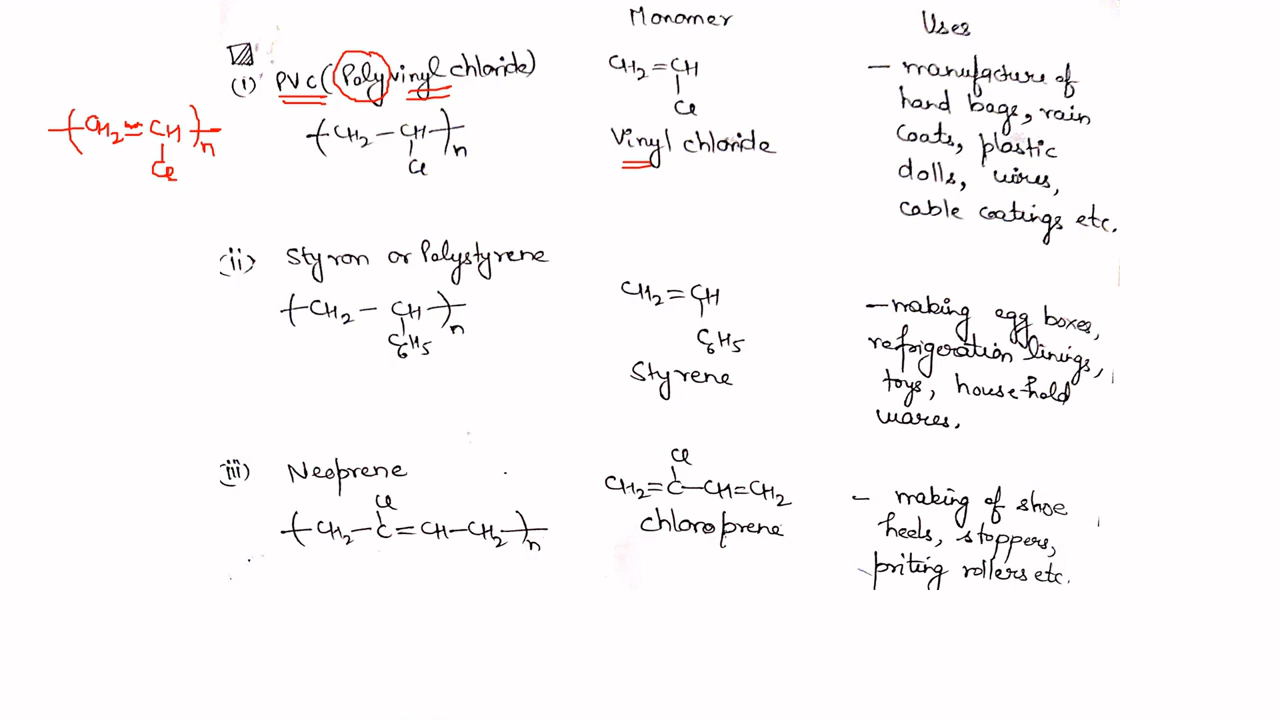 Monomer
Uses
(i) PVC (Polyvinyl chloride)
CH2=CH
Cl
Vinyl chloride
(CH2=CH)n
Cl
(CH2-CH)n
Cl
- manufacture of
hand bags, rain
coats, plastic
dolls, wires,
cable coatings etc.
(ii) Styron or Polystyrene
(CH2-CH)n
C6H5
CH2=CH
C6H5
Styrene
- making egg boxes,
refrigeration linings,
toys, household
wares.
(iii) Neoprene
Cl
(CH2-C=CH-CH2)n
Cl
CH2=C-CH=CH2
chloroprene
- making of shoe
heels, stoppers,
priting rollers etc.